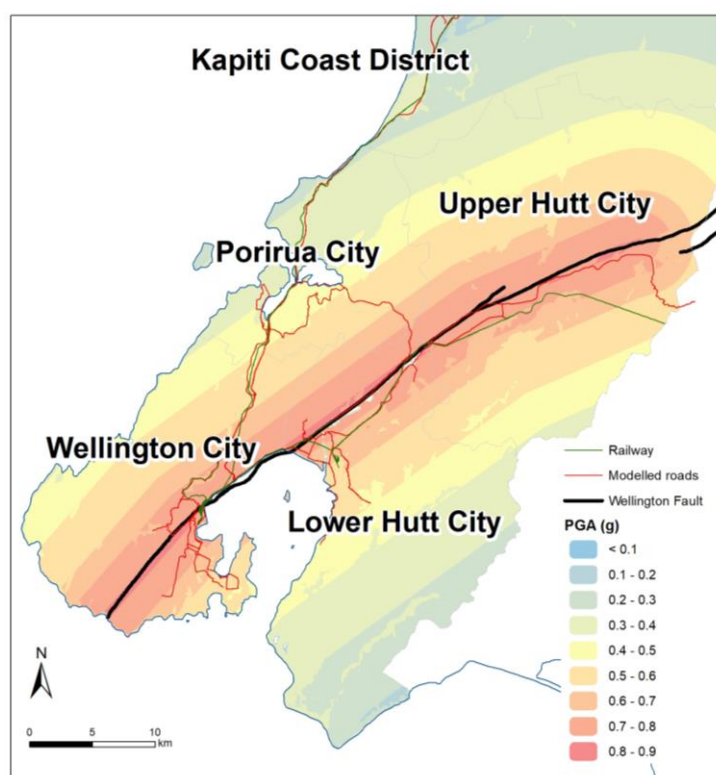 Kapiti Coast District
Upper Hutt City
Porirua City
Wellington City
Lower Hutt City
Railway
Modelled roads
Wellington Fault
PGA (g)
< 0.1
0.1 - 0.2
0.2 - 0.3
0.3 - 0.4
0.4 - 0.5
0.5 - 0.6
0.6 - 0.7
0.7 - 0.8
0.8 - 0.9
N
0 5 10
km